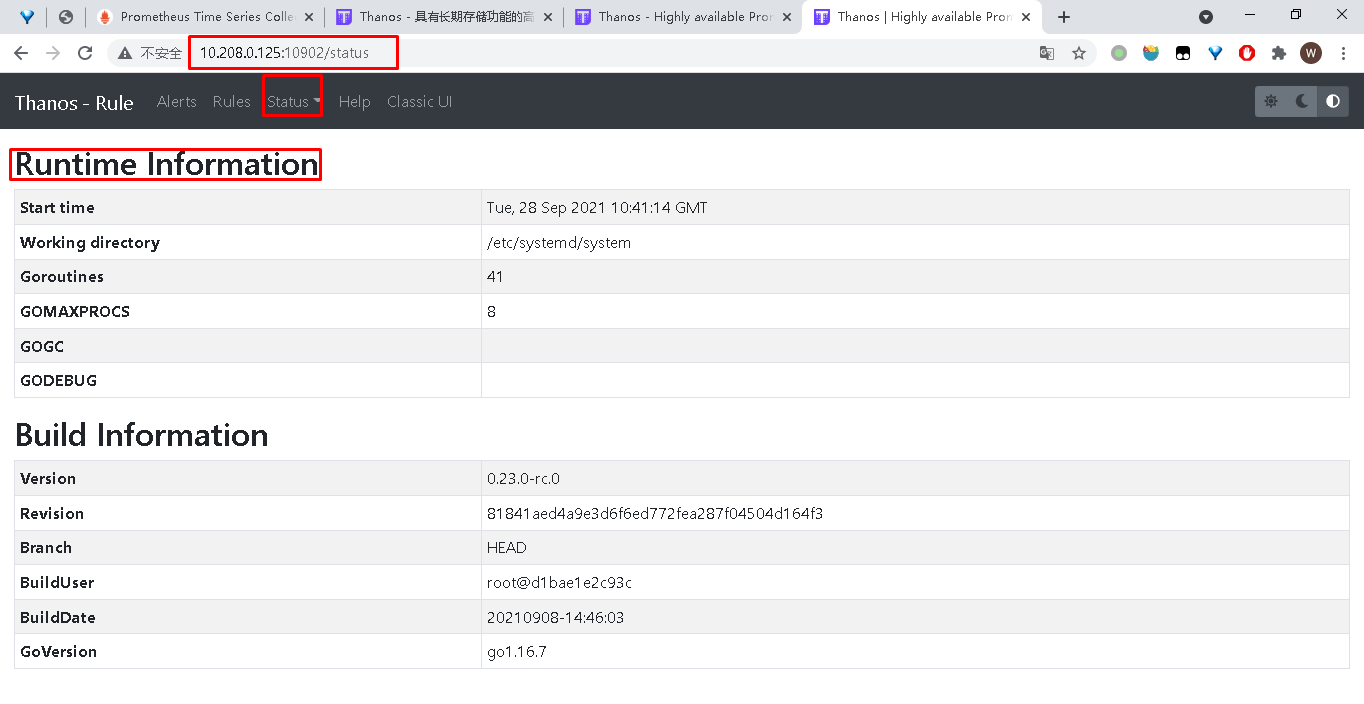 Prometheus Time Series Colle
Thanos - 具有长期存储功能的高
Thanos - Highly available Pron
Thanos | Highly available Pron
不安全 10.208.0.125:10902/status
W
Thanos - Rule Alerts Rules Status Help Classic UI
Runtime Information
Start time Tue, 28 Sep 2021 10:41:14 GMT
Working directory /etc/systemd/system
Goroutines 41
GOMAXPROCS 8
GOGC
GODEBUG
Build Information
Version 0.23.0-rc.0
Revision 81841aed4a9e3d6f6ed772fea287f04504d164f3
Branch HEAD
BuildUser root@d1bae1e2c93c
BuildDate 20210908-14:46:03
GoVersion go1.16.7